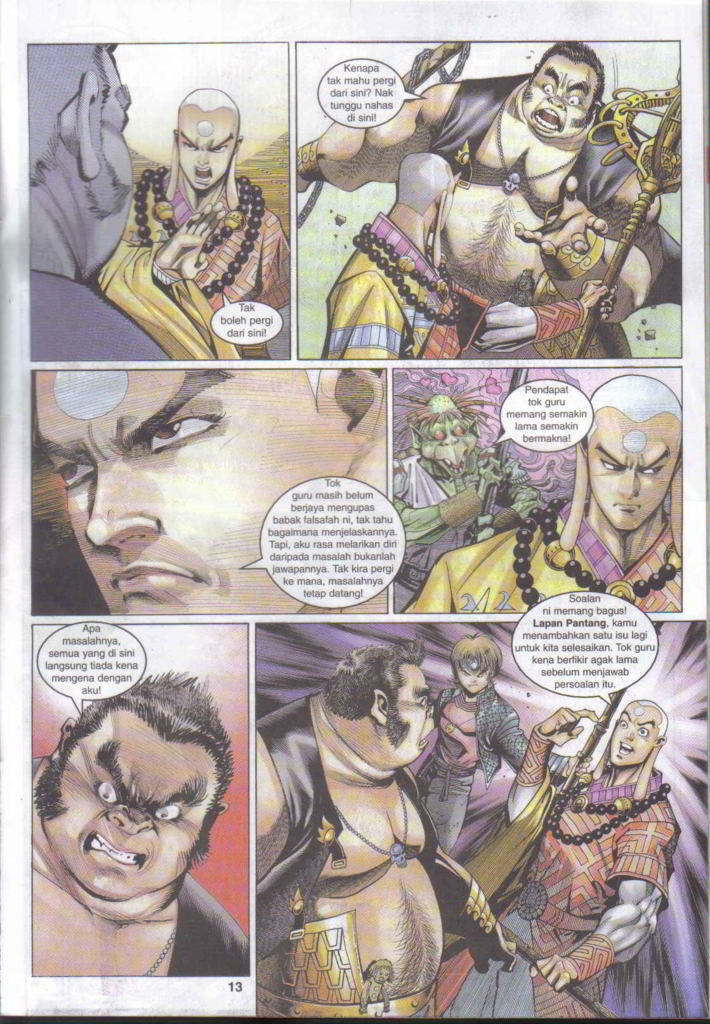 Tak
boleh pergi
dari sini!
Kenapa
tak mahu pergi
dari sini? Nak
tunggu nahas
di sini!
Tok
guru masih belum
berjaya mengupas
babak falsafah ni, tak tahu
bagaimana menjelaskannya.
Tapi, aku rasa melarikan diri
daripada masalah bukanlah
jawapannya. Tak kira pergi
ke mana, masalahnya
tetap datang!
Pendapat
tok guru
memang semakin
lama semakin
bermakna!
Apa
masalahnya,
semua yang di sini
langsung tiada kena
mengena dengan
aku!
Soalan
ni memang bagus!
Lapan Pantang, kamu
menambahkan satu isu lagi
untuk kita selesaikan. Tok guru
kena berfikir agak lama
sebelum menjawab
persoalan itu.
13